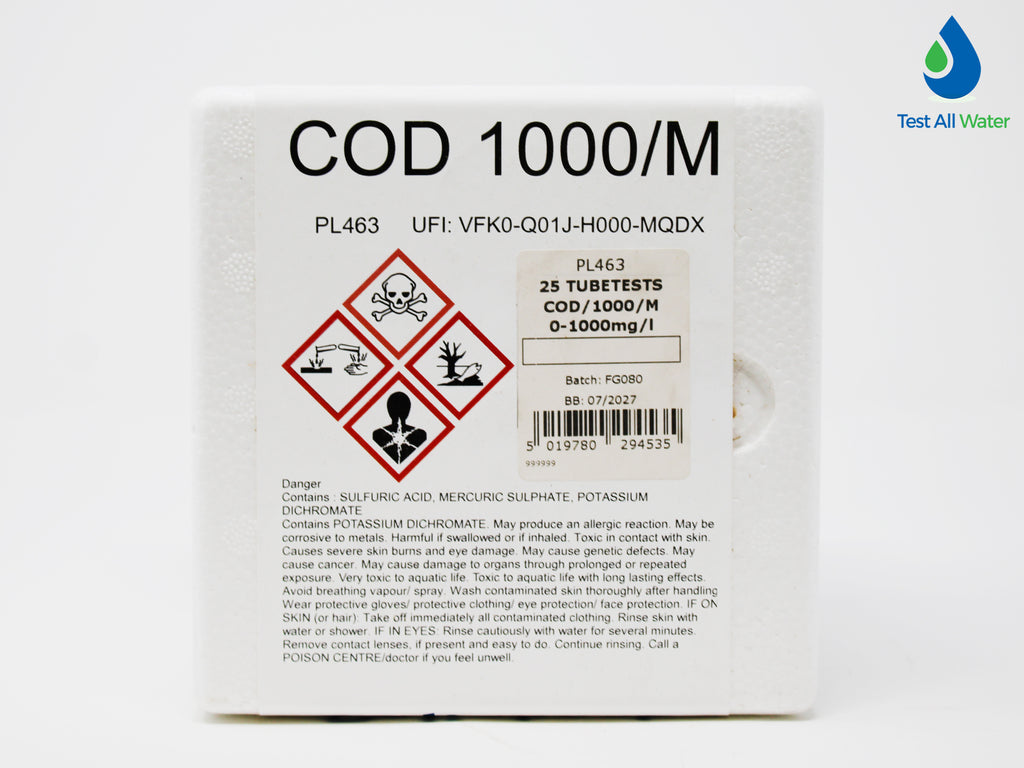 Test All Water
COD 1000/M
PL463 UFI: VFK0-Q01J-H000-MQDX
PL463
25 TUBETESTS
COD/1000/M
0-1000mg/l
Batch: FG080
BB: 07/2027
5 019780 294535
999999
Danger
Contains : SULFURIC ACID, MERCURIC SULPHATE, POTASSIUM
DICHROMATE
Contains POTASSIUM DICHROMATE. May produce an allergic reaction. May be
corrosive to metals. Harmful if swallowed or if inhaled. Toxic in contact with skin.
Causes severe skin burns and eye damage. May cause genetic defects. May
cause cancer. May cause damage to organs through prolonged or repeated
exposure. Very toxic to aquatic life. Toxic to aquatic life with long lasting effects.
Avoid breathing vapour/ spray. Wash contaminated skin thoroughly after handling
Wear protective gloves/ protective clothing/ eye protection/ face protection. IF ON
SKIN (or hair): Take off immediately all contaminated clothing. Rinse skin with
water or shower. IF IN EYES: Rinse cautiously with water for several minutes.
Remove contact lenses, if present and easy to do. Continue rinsing. Call a
POISON CENTRE/doctor if you feel unwell.